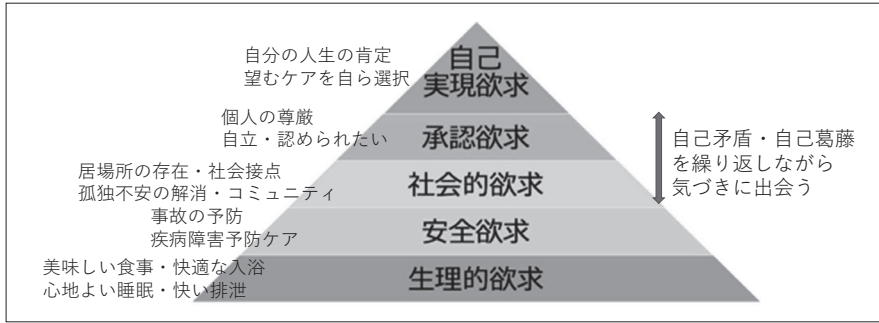 自分の人生の肯定
望むケアを自ら選択
自己
実現欲求
個人の尊厳
自立・認められたい
承認欲求
居場所の存在・社会接点
孤独不安の解消・コミュニティ
社会的欲求
自己矛盾・自己葛藤
を繰り返しながら
気づきに出会う
事故の予防
疾病障害予防ケア
安全欲求
美味しい食事・快適な入浴
心地よい睡眠・快い排泄
生理的欲求